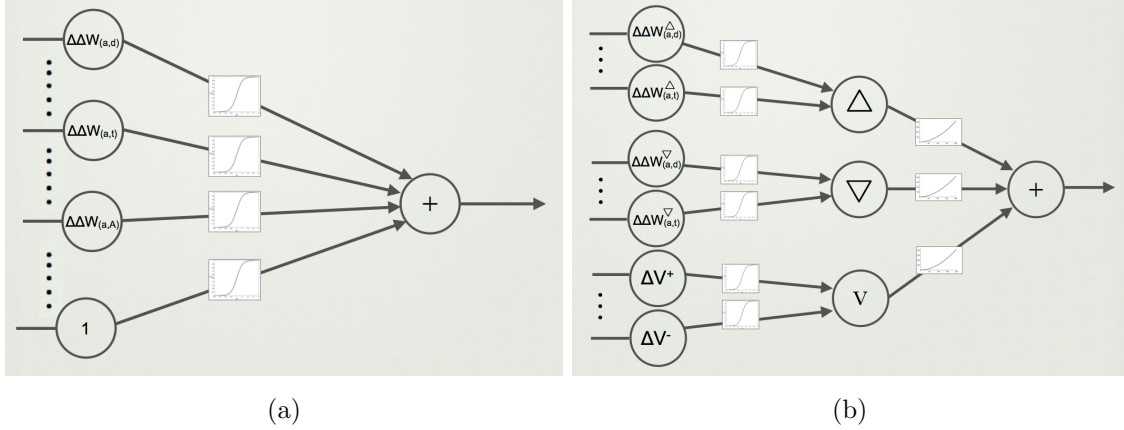 ΔΔW(a,d)
ΔΔW(a,t)
ΔΔW(a,A)
1
+
(a)
ΔΔW(a,d)△
ΔΔW(a,t)△
ΔΔW(a,d)▽
ΔΔW(a,t)▽
ΔV+
ΔV-
△
▽
V
+
(b)